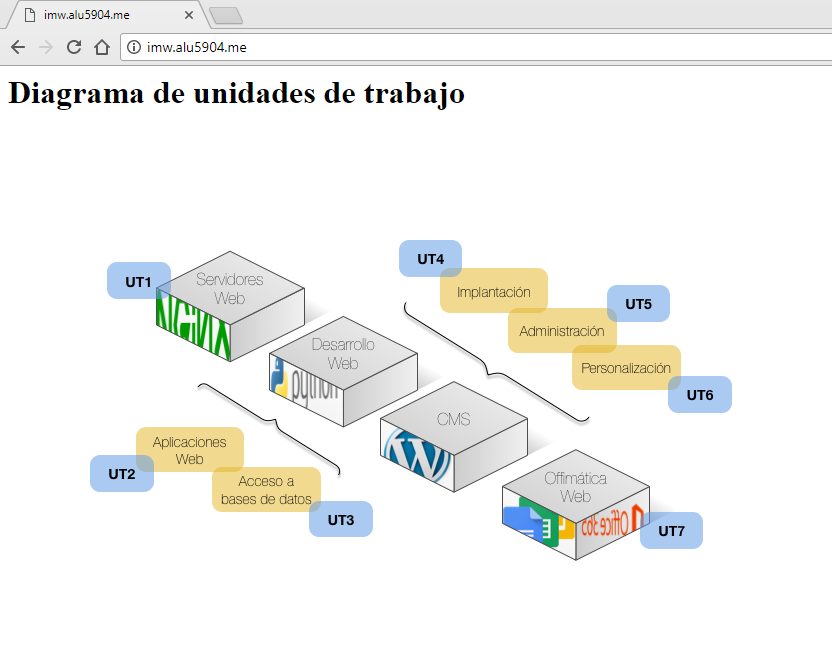 imw.alu5904.me
imw.alu5904.me
Diagrama de unidades de trabajo
UT1
Servidores
Web
NGINX
Desarrollo
Web
python
UT4
Implantación
UT5
Administración
Personalización
UT6
CMS
Aplicaciones
Web
UT2
Acceso a
bases de datos
UT3
Offimática
Web
Office 365
UT7